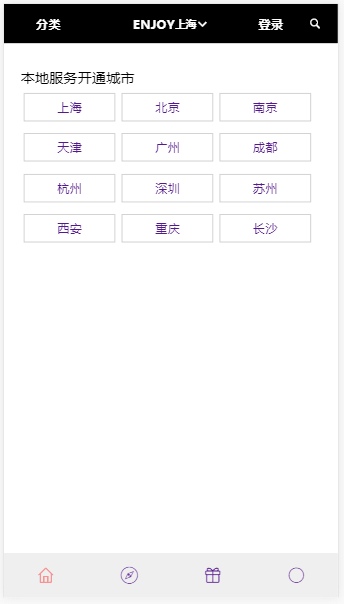 分类 ENJOY上海 登录
本地服务开通城市
上海 北京 南京
天津 广州 成都
杭州 深圳 苏州
西安 重庆 长沙